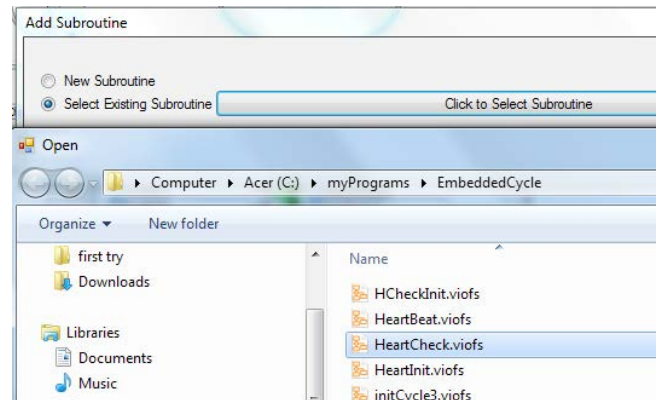 Add Subroutine
New Subroutine
Select Existing Subroutine Click to Select Subroutine
Open
Computer Acer (C:) myPrograms EmbeddedCycle
Organize New folder
first try
Downloads
Libraries
Documents
Music
Name
HCheckInit.viofs
HeartBeat.viofs
HeartCheck.viofs
HeartInit.viofs
initCycle3.viofs